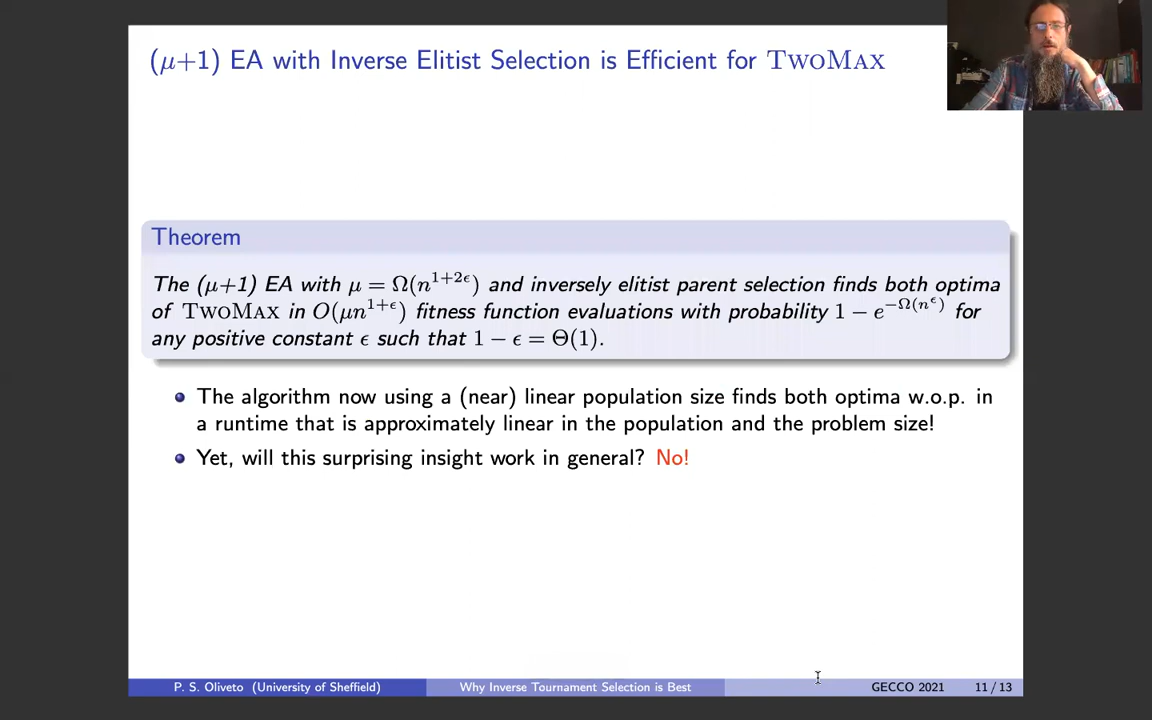 (μ+1) EA with Inverse Elitist Selection is Efficient for TwoMax
Theorem
The (μ+1) EA with μ = Ω(n^{1+2ϵ}) and inversely elitist parent selection finds both optima
of TwoMax in O(μn^{1+ϵ}) fitness function evaluations with probability 1 − e^{−Ω(n^ϵ)} for
any positive constant ϵ such that 1 − ϵ = Θ(1).
The algorithm now using a (near) linear population size finds both optima w.o.p. in
a runtime that is approximately linear in the population and the problem size!
Yet, will this surprising insight work in general? No!
P. S. Oliveto (University of Sheffield) Why Inverse Tournament Selection is Best GECCO 2021 11 / 13